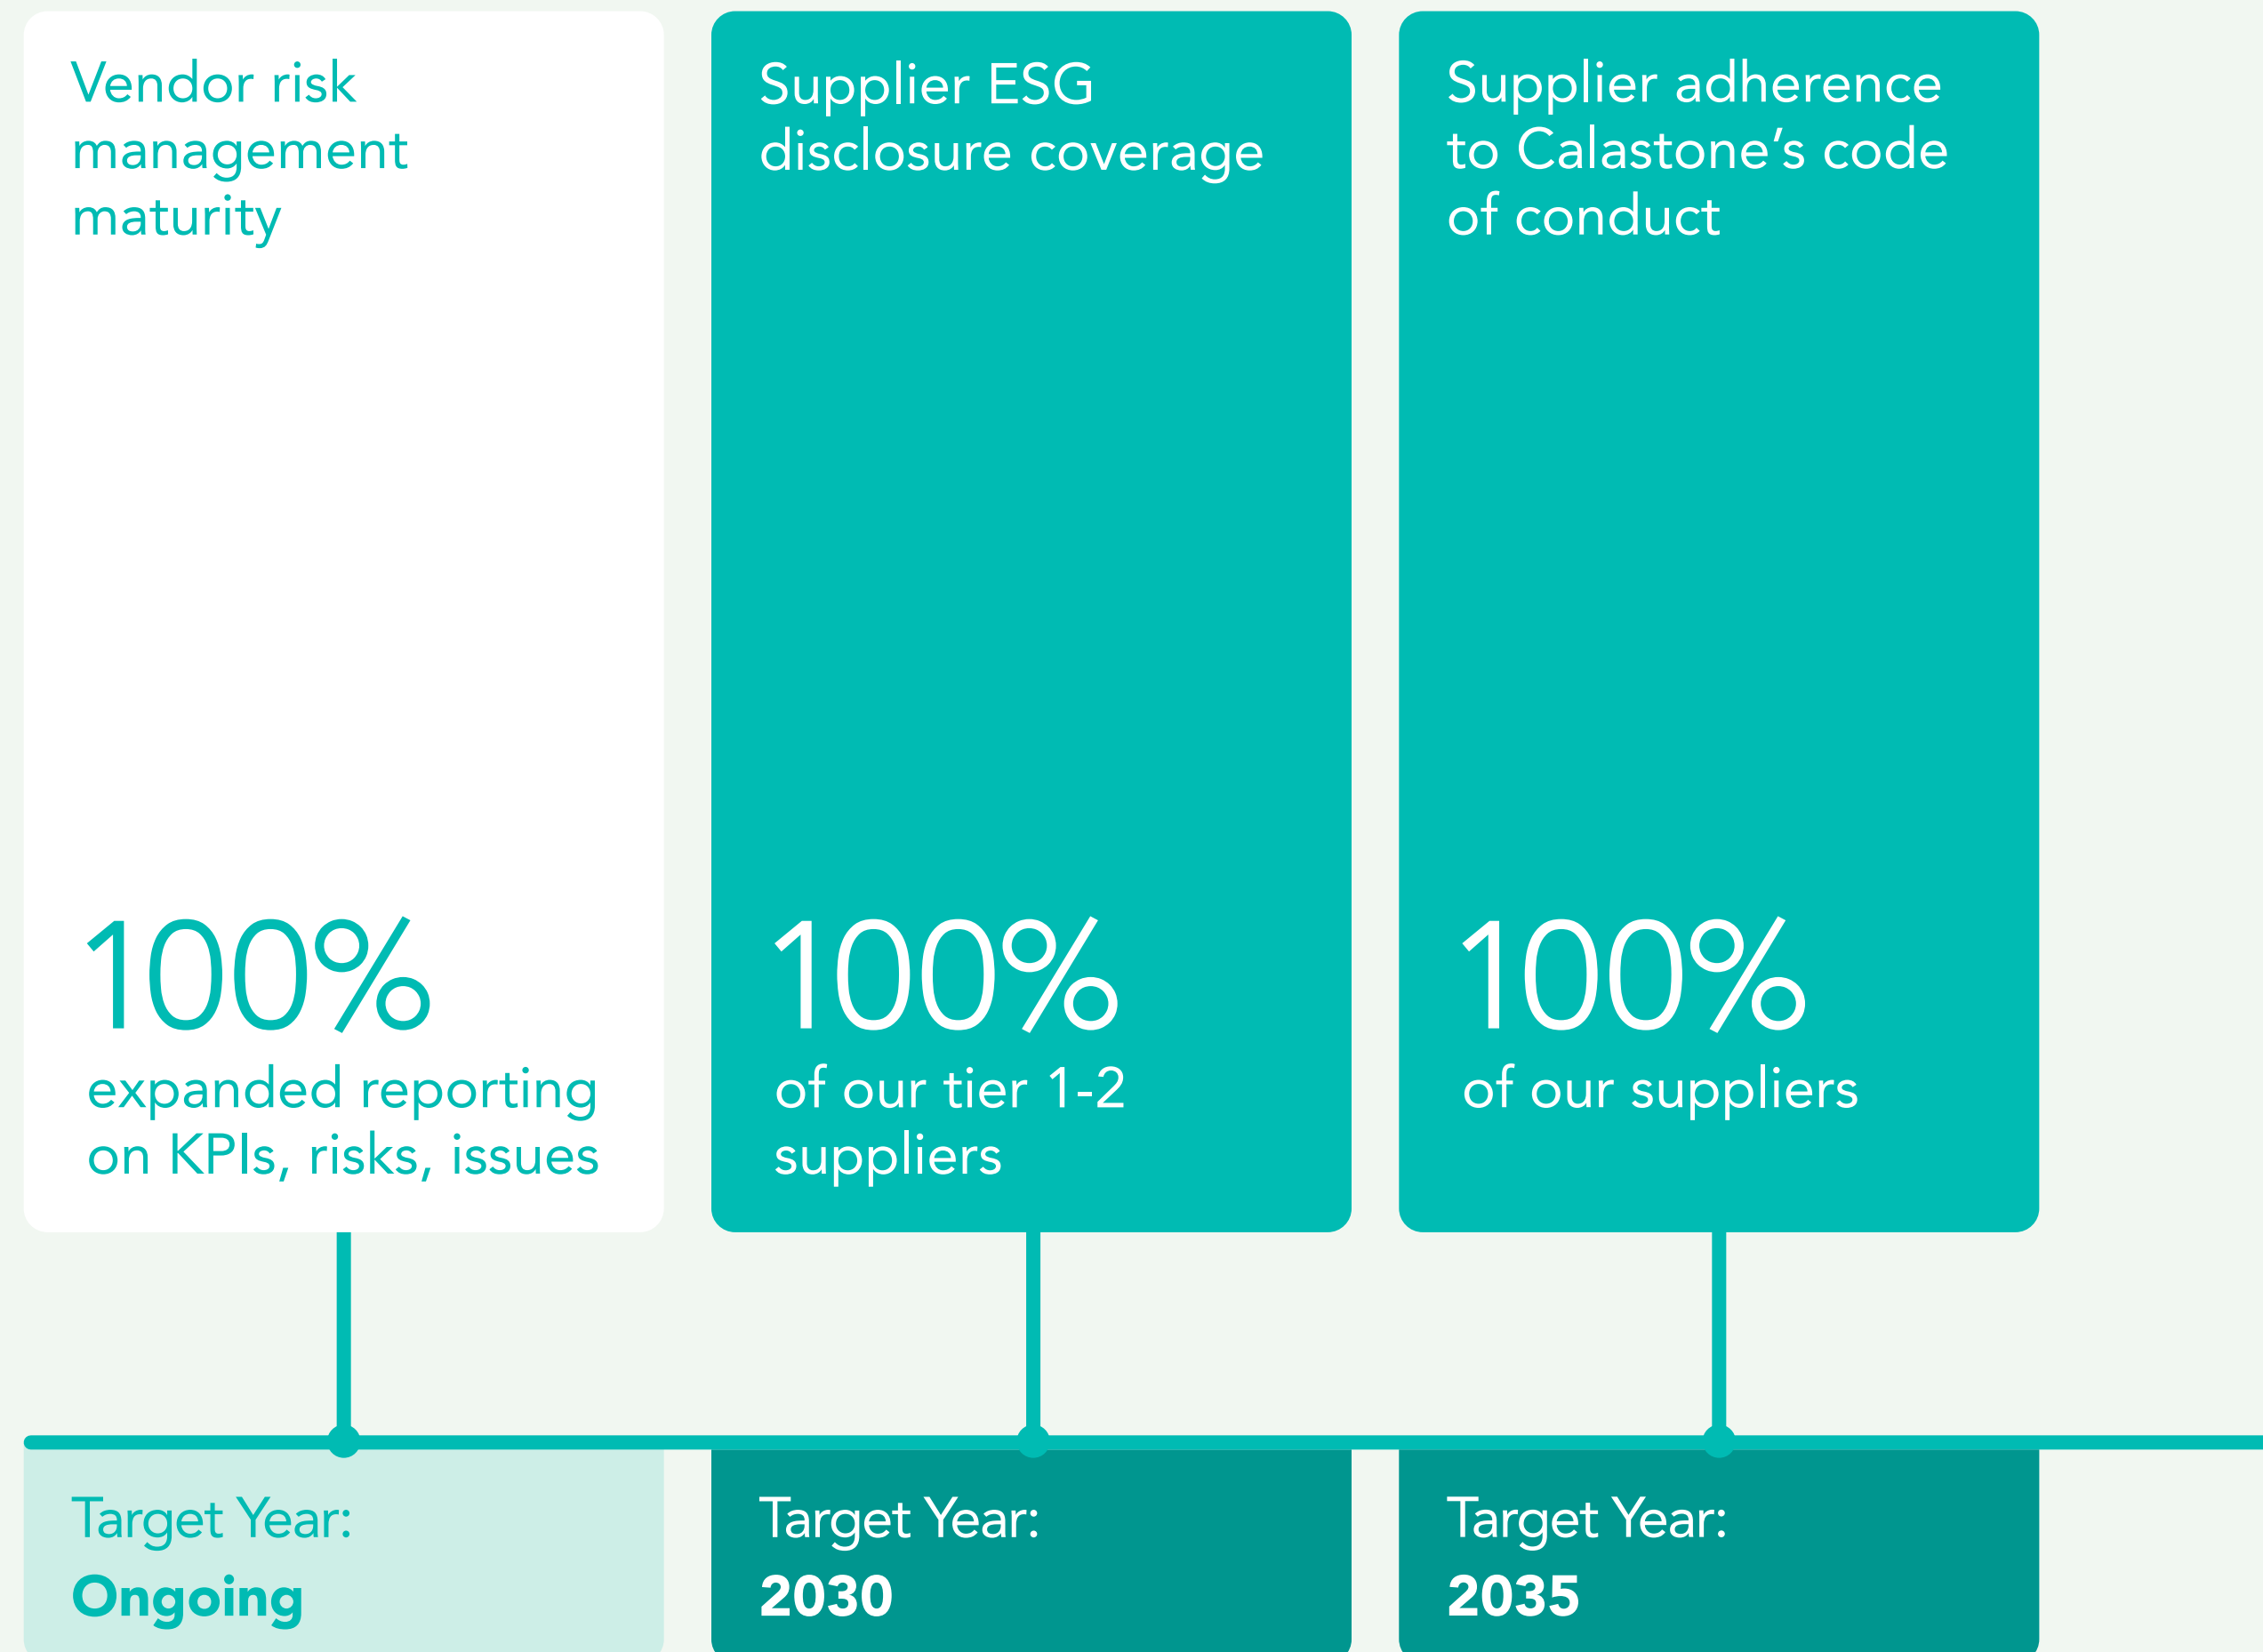 Vendor risk
management
maturity
100%
expanded reporting
on KPIs, risks, issues
Target Year:
Ongoing
Supplier ESG
disclosure coverage
100%
of our tier 1-2
suppliers
Target Year:
2030
Supplier adherence
to Calastone’s code
of conduct
100%
of our suppliers
Target Year:
2035